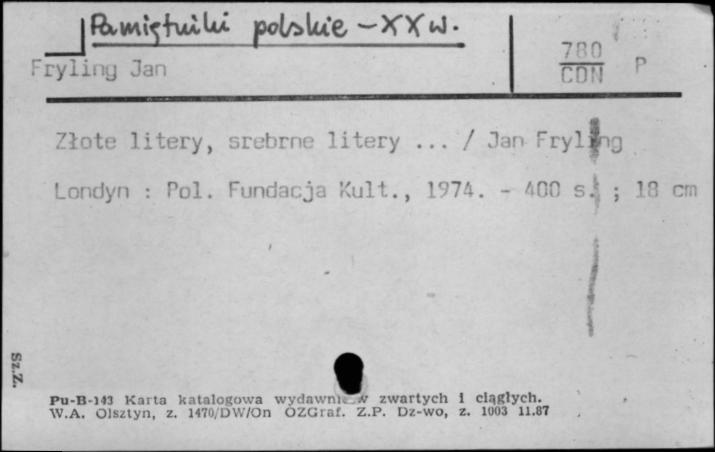 Pamiętniki polskie - XX w.
Fryling Jan
780
CDN
P
Złote litery, srebrne litery ... / Jan Fryling
Londyn : Pol. Fundacja Kult., 1974. - 400 s. ; 18 cm
Sz.Z.
Pu-B-143 Karta katalogowa wydawnictw zwartych i ciągłych.
W.A. Olsztyn, z. 1470/DW/On OZGraf. Z.P. Dz-wo, z. 1003 11.87